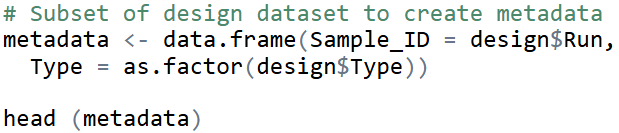 # Subset of design dataset to create metadata
metadata <- data.frame(Sample_ID = design$Run,
  Type = as.factor(design$Type))
head (metadata)